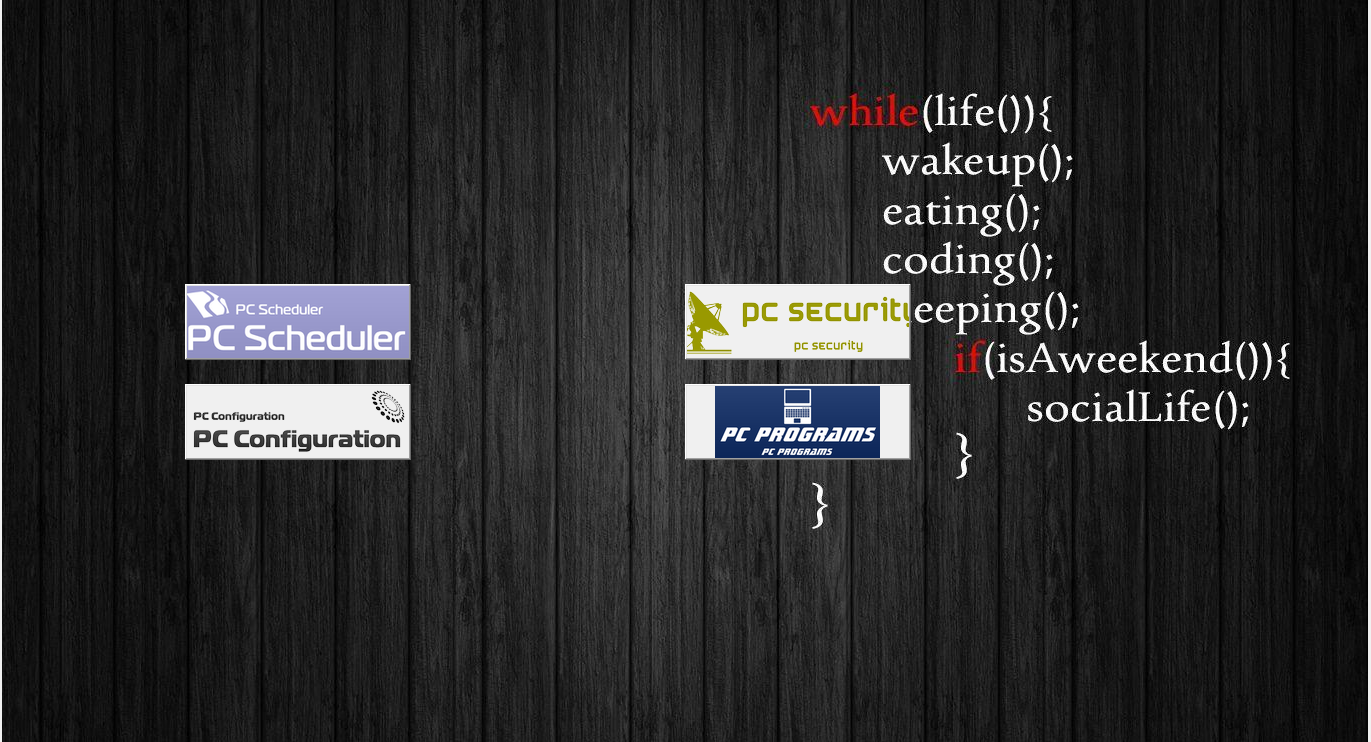 while(life()){
wakeup();
eating();
coding();
eeping();
if(isAweekend()){
socialLife();
}
}
PC Scheduler
PC Scheduler
PC Configuration
PC Configuration
pc security
pc security
PC PROGRAMS
PC PROGRAMS